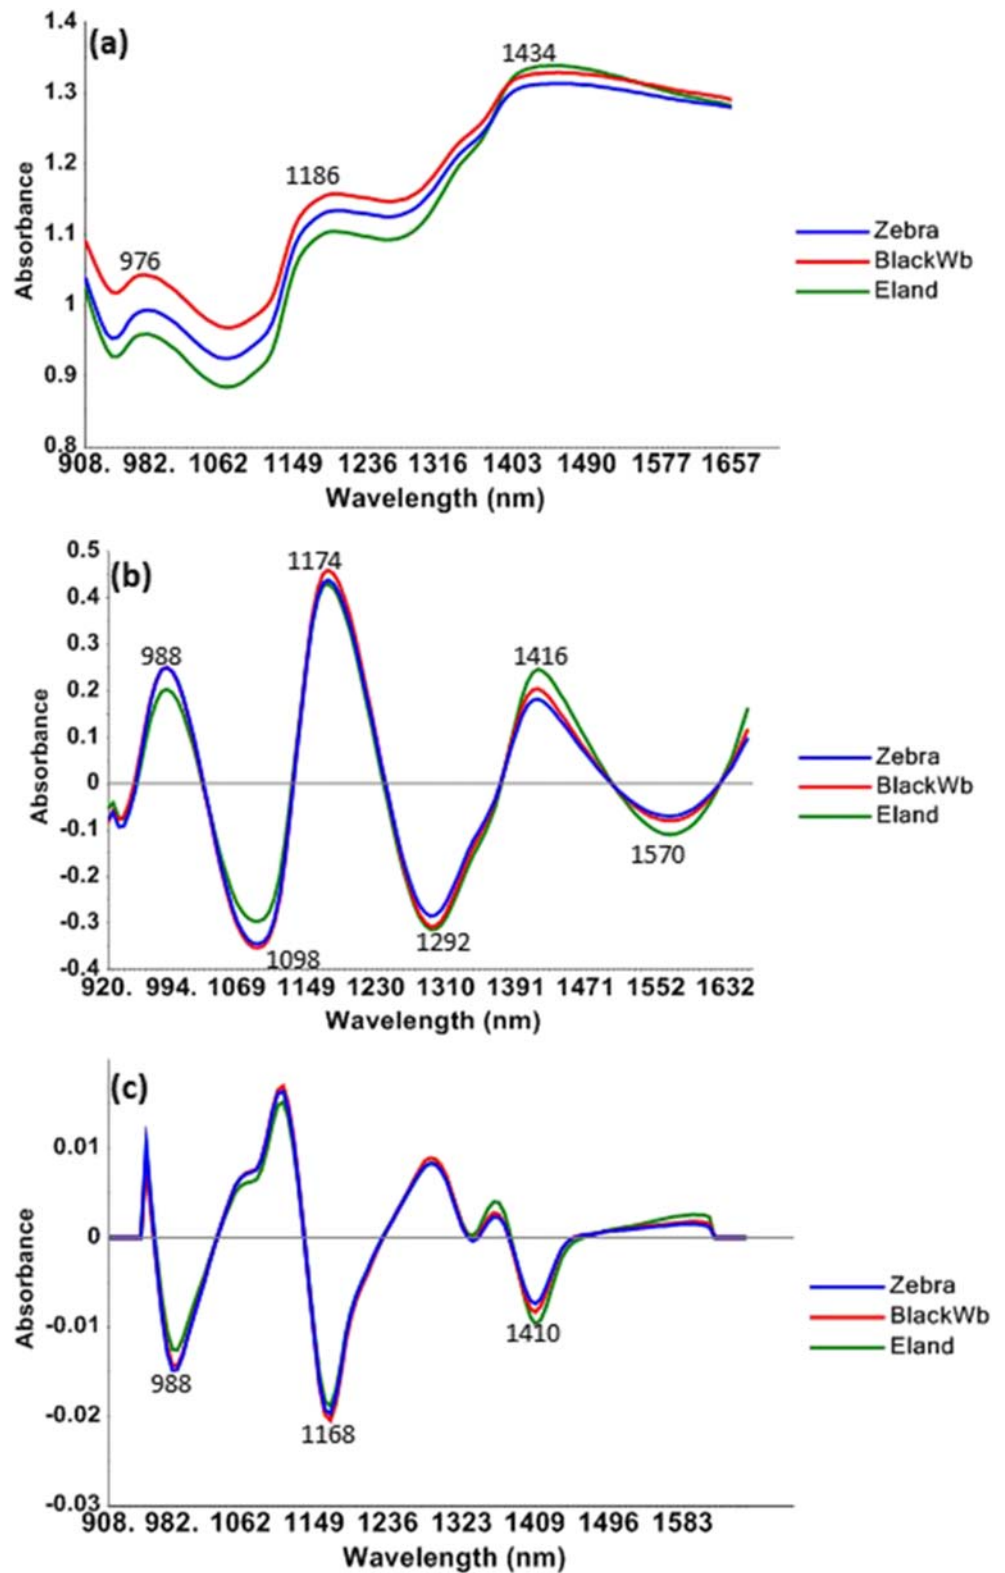 (a)
1.4
1.3
1.2
1.1
1
0.9
0.8
Absorbance
976
1186
1434
Zebra
BlackWb
Eland
908. 982. 1062 1149 1236 1316 1403 1490 1577 1657
Wavelength (nm)
(b)
0.5
0.4
0.3
0.2
0.1
0
-0.1
-0.2
-0.3
-0.4
Absorbance
988
1174
1416
1098
1292
1570
Zebra
BlackWb
Eland
920. 994. 1069 1149 1230 1310 1391 1471 1552 1632
Wavelength (nm)
(c)
0.01
0
-0.01
-0.02
-0.03
Absorbance
988
1168
1410
Zebra
BlackWb
Eland
908. 982. 1062 1149 1236 1323 1409 1496 1583
Wavelength (nm)